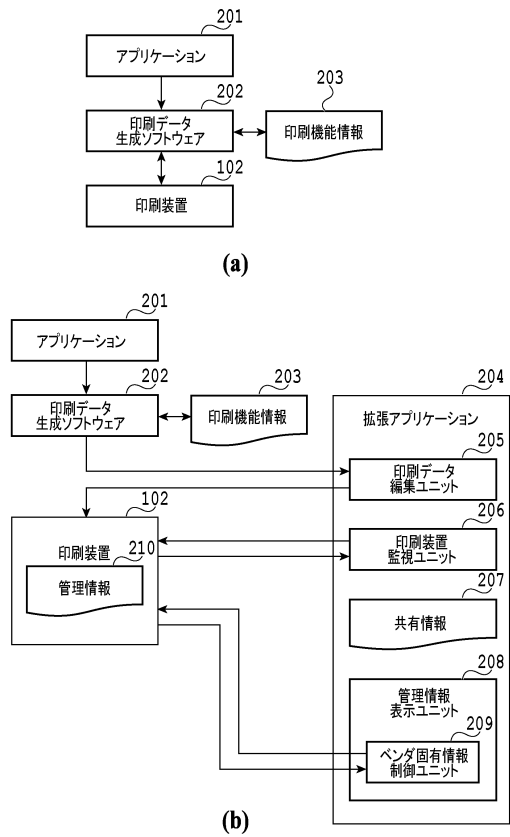 201
アプリケーション
202
印刷データ
生成ソフトウェア
203
印刷機能情報
102
印刷装置
(a)
201
アプリケーション
202
印刷データ
生成ソフトウェア
203
印刷機能情報
204
拡張アプリケーション
205
印刷データ
編集ユニット
102
印刷装置
210
管理情報
206
印刷装置
監視ユニット
207
共有情報
208
管理情報
表示ユニット
209
ベンダ固有情報
制御ユニット
(b)